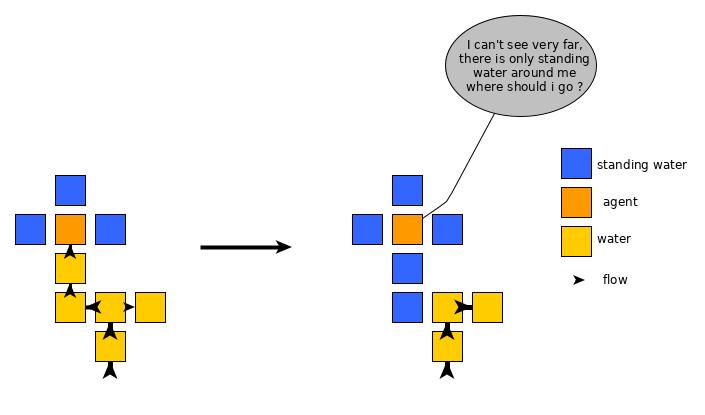 I can't see very far,
there is only standing
water around me
where should i go ?
standing water
agent
water
flow